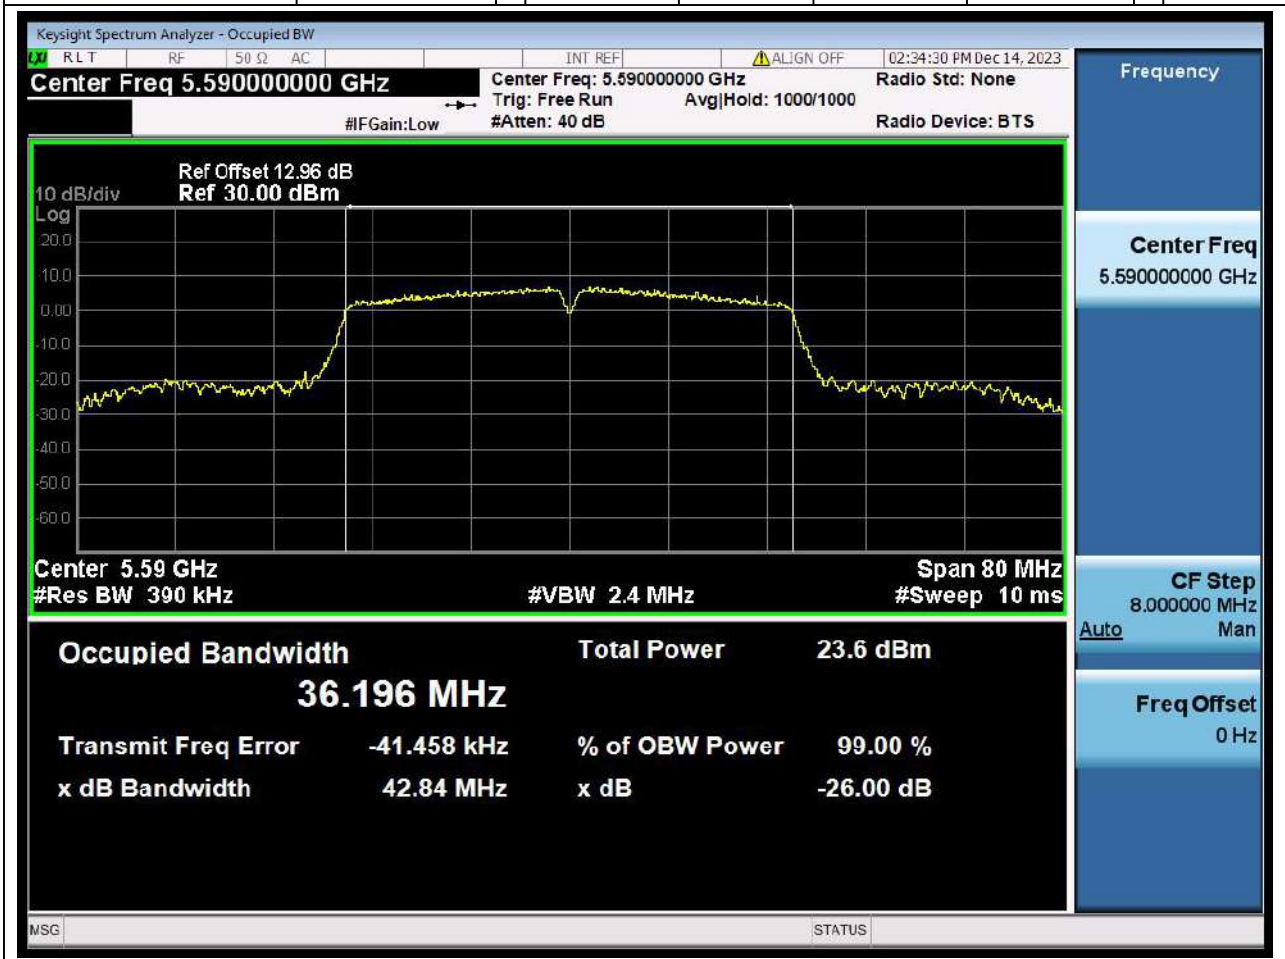 Keysight Spectrum Analyzer - Occupied BW
LXI RLT RF 50 Ω AC INT REF ALIGN OFF 02:34:30 PM Dec 14, 2023
Center Freq 5.590000000 GHz
Center Freq: 5.590000000 GHz
Radio Std: None
Trig: Free Run Avg|Hold: 1000/1000
#IFGain:Low
#Atten: 40 dB
Radio Device: BTS
Ref Offset 12.96 dB
10 dB/div Ref 30.00 dBm
Log
20.0
10.0
0.00
-10.0
-20.0
-30.0
-40.0
-50.0
-60.0
Center 5.59 GHz Span 80 MHz
#Res BW 390 kHz #VBW 2.4 MHz #Sweep 10 ms
Occupied Bandwidth Total Power 23.6 dBm
36.196 MHz
Transmit Freq Error -41.458 kHz % of OBW Power 99.00 %
x dB Bandwidth 42.84 MHz x dB -26.00 dB
MSG STATUS
Frequency
Center Freq
5.590000000 GHz
CF Step
8.000000 MHz
Auto Man
Freq Offset
0 Hz